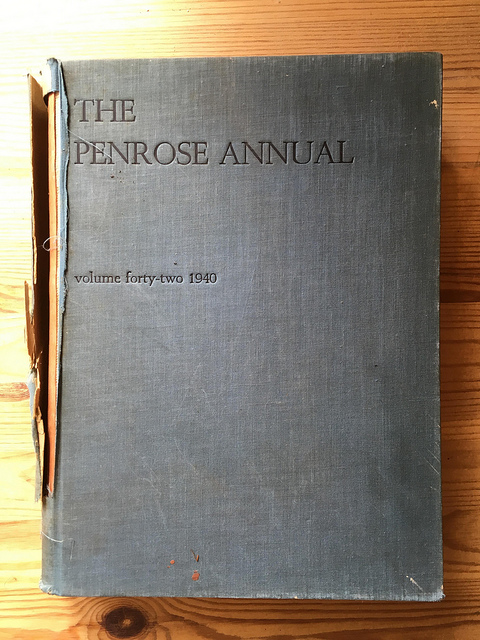 THE
PENROSE ANNUAL
volume forty-two 1940